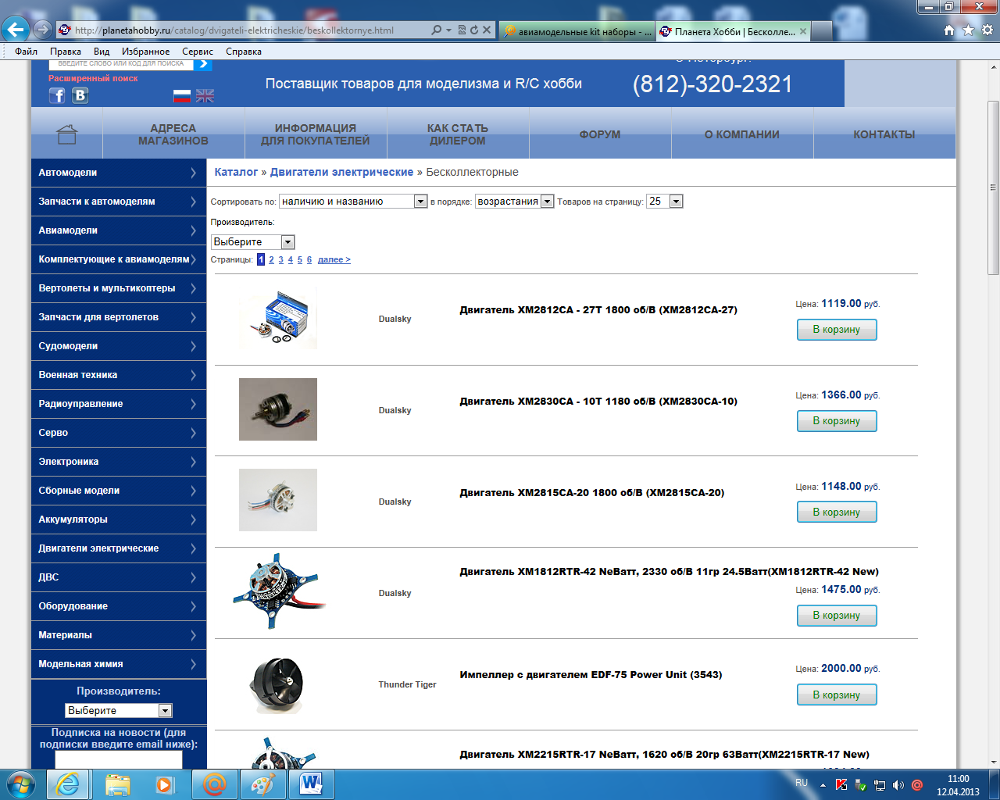 http://planetahobby.ru/catalog/dvigateli-elektricheskie/beskollektornye.html
авиамодельные kit наборы - ...
Планета Хобби | Бесколле...
Файл Правка Вид Избранное Сервис Справка
ВВЕДИТЕ СЛОВО ИЛИ КОД ДЛЯ ПОИСКА
Расширенный поиск
Поставщик товаров для моделизма и R/C хобби
(812)-320-2321
АДРЕСА МАГАЗИНОВ
ИНФОРМАЦИЯ ДЛЯ ПОКУПАТЕЛЕЙ
КАК СТАТЬ ДИЛЕРОМ
ФОРУМ
О КОМПАНИИ
КОНТАКТЫ
Автомодели
Запчасти к автомоделям
Авиамодели
Комплектующие к авиамоделям
Вертолеты и мультикоптеры
Запчасти для вертолетов
Судомодели
Военная техника
Радиоуправление
Серво
Электроника
Сборные модели
Аккумуляторы
Двигатели электрические
ДВС
Оборудование
Материалы
Модельная химия
Производитель:
Выберите
Подписка на новости (для
подписки введите email ниже):
Каталог » Двигатели электрические » Бесколлекторные
Сортировать по: наличию и названию в порядке: возрастания Товаров на страницу: 25
Производитель:
Выберите
Страницы: 1 2 3 4 5 6 далее >
Dualsky
Двигатель XM2812CA - 27T 1800 об/В (XM2812CA-27)
Цена: 1119.00 руб.
В корзину
Dualsky
Двигатель XM2830CA - 10T 1180 об/В (XM2830CA-10)
Цена: 1366.00 руб.
В корзину
Dualsky
Двигатель XM2815CA-20 1800 об/В (XM2815CA-20)
Цена: 1148.00 руб.
В корзину
Dualsky
Двигатель XM1812RTR-42 NeВатт, 2330 об/В 11гр 24.5Ватт(XM1812RTR-42 New)
Цена: 1475.00 руб.
В корзину
Thunder Tiger
Импеллер с двигателем EDF-75 Power Unit (3543)
Цена: 2000.00 руб.
В корзину
Двигатель XM2215RTR-17 NeВатт, 1620 об/В 20гр 63Ватт(XM2215RTR-17 New)
RU
11:00
12.04.2013